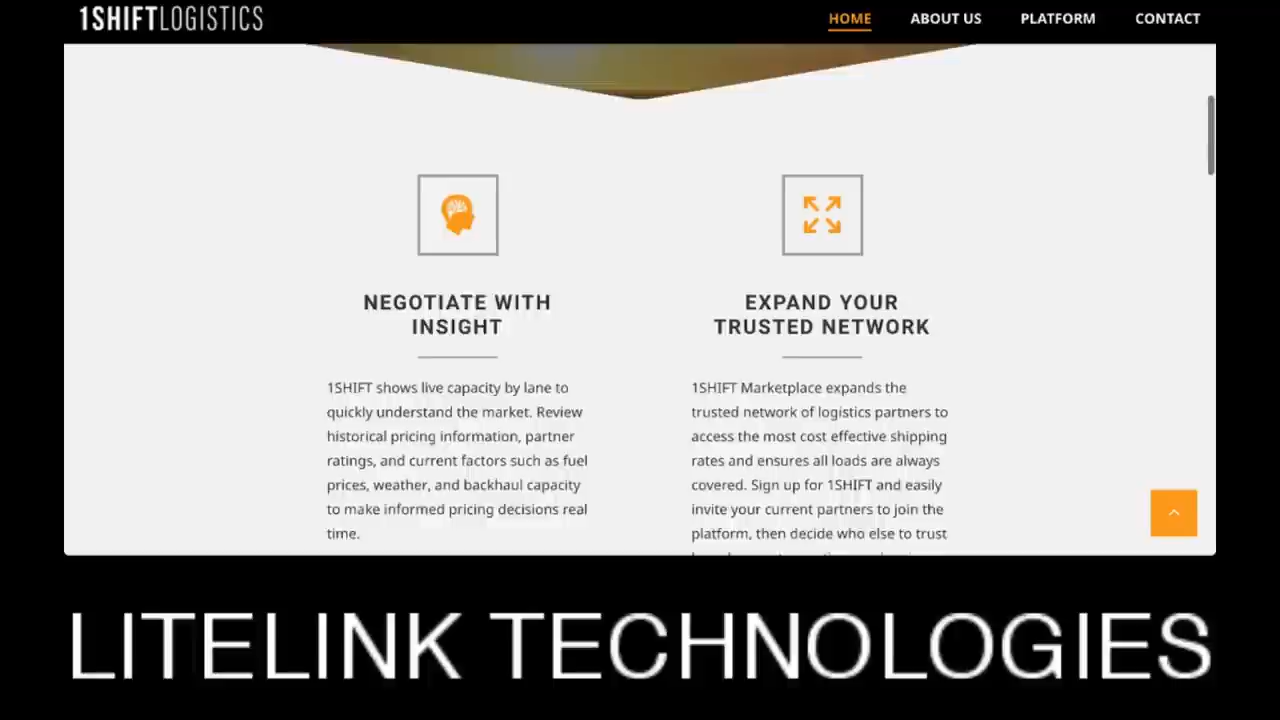 1SHIFTLOGISTICS
HOME ABOUT US PLATFORM CONTACT
NEGOTIATE WITH
INSIGHT
1SHIFT shows live capacity by lane to
quickly understand the market. Review
historical pricing information, partner
ratings, and current factors such as fuel
prices, weather, and backhaul capacity
to make informed pricing decisions real
time.
EXPAND YOUR
TRUSTED NETWORK
1SHIFT Marketplace expands the
trusted network of logistics partners to
access the most cost effective shipping
rates and ensures all loads are always
covered. Sign up for 1SHIFT and easily
invite your current partners to join the
platform, then decide who else to trust
LITELINK TECHNOLOGIES